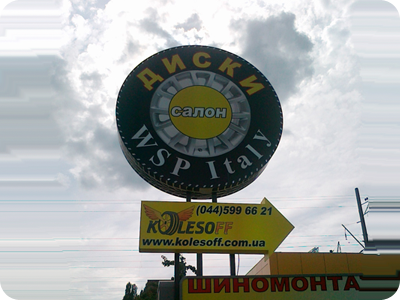 ДИСКИ
салон
WSP Italy
(044)599 66 21
KOLESOFF
www.kolesoff.com.ua
ШИНОМОНТА